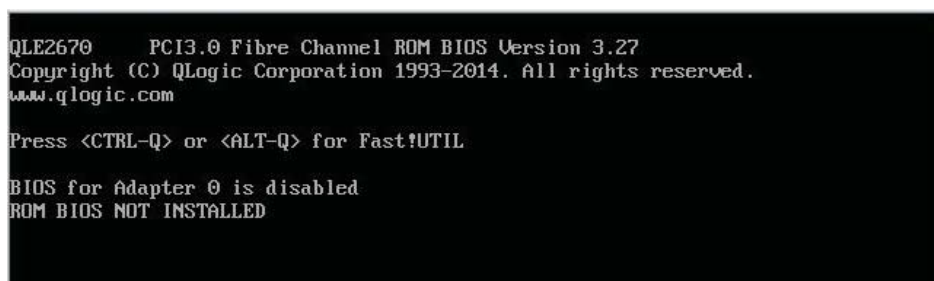 QLE2670 PCI3.0 Fibre Channel ROM BIOS Version 3.27
Copyright (C) QLogic Corporation 1993-2014. All rights reserved.
www.qlogic.com
Press <CTRL-Q> or <ALT-Q> for Fast!UTIL
BIOS for Adapter 0 is disabled
ROM BIOS NOT INSTALLED